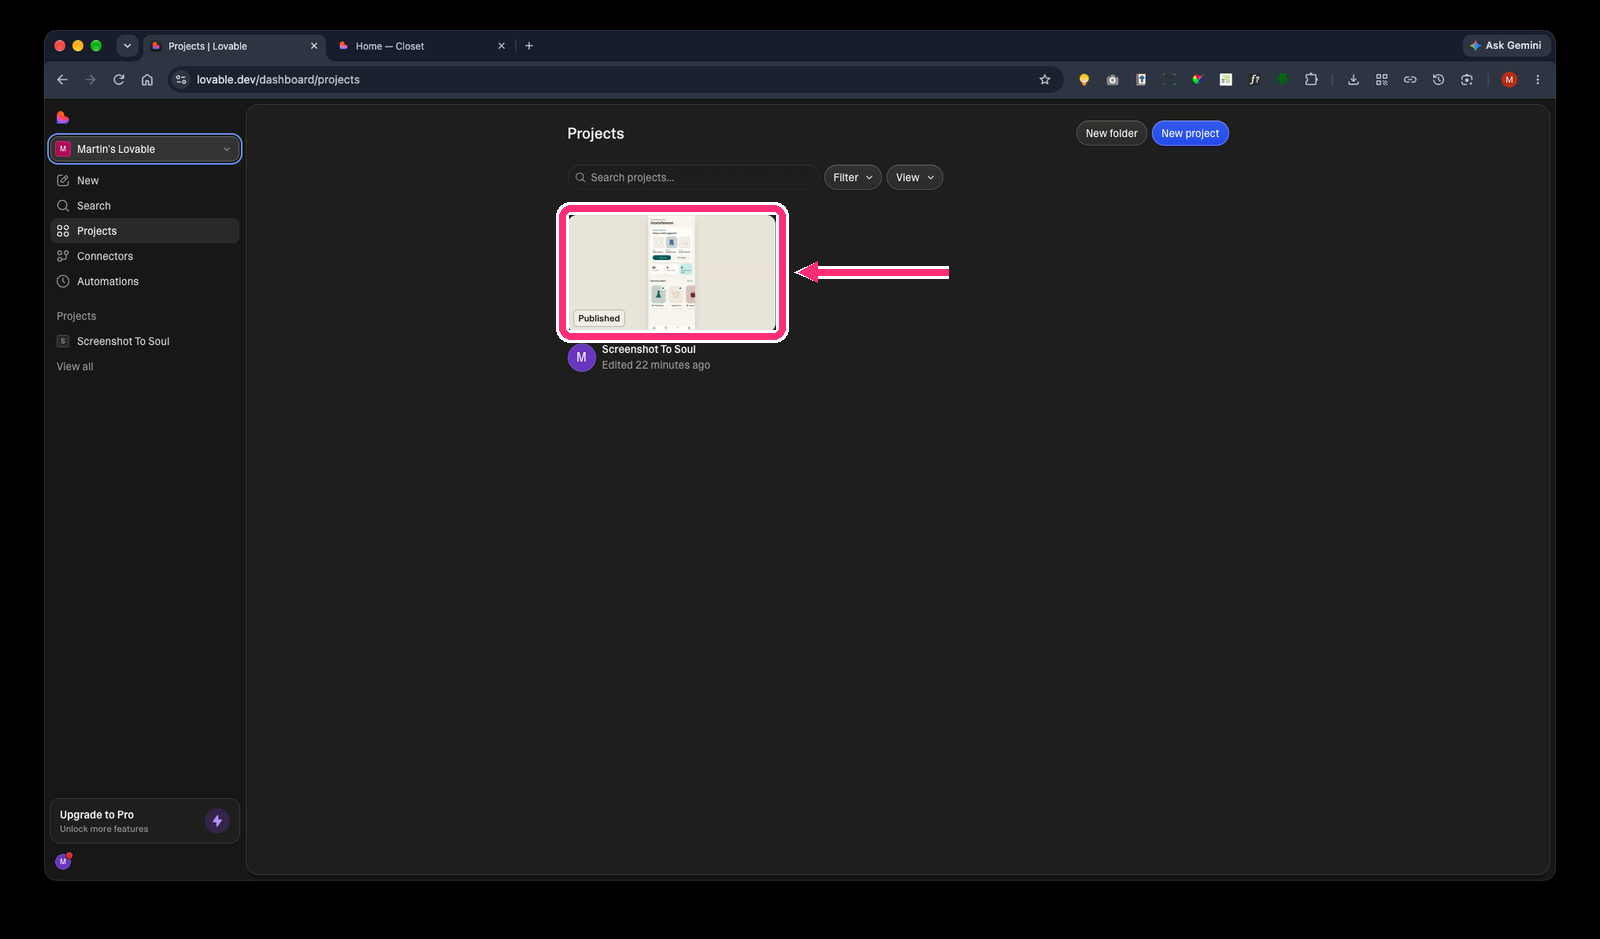 Projects | Lovable
Home — Closet
Ask Gemini
lovable.dev/dashboard/projects
M
M
Martin's Lovable
New
Search
Projects
Connectors
Automations
Projects
S
Screenshot To Soul
View all
Upgrade to Pro
Unlock more features
M
Projects
New folder
New project
Search projects...
Filter
View
Published
M
Screenshot To Soul
Edited 22 minutes ago